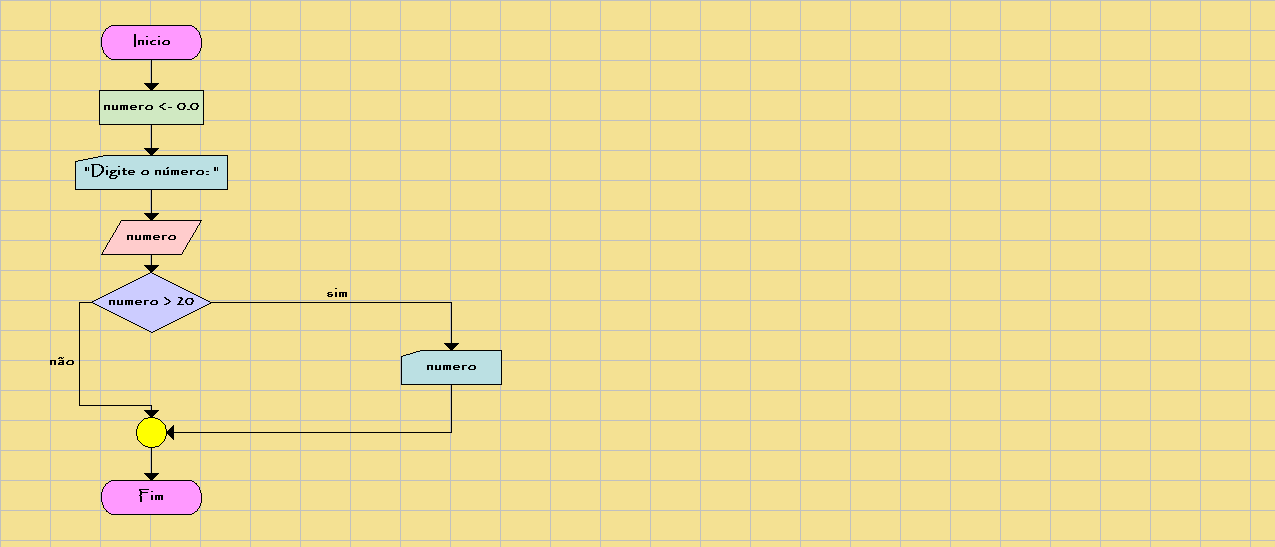 Inicio
numero <- 0.0
"Digite o número: "
numero
numero > 20
sim
não
numero
Fim